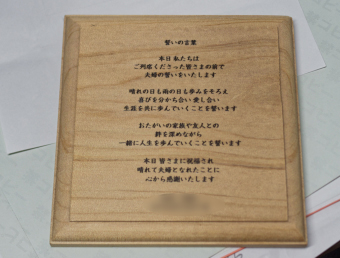 誓いの言葉
本日 私たちは
ご列席くださった皆さまの前で
夫婦の誓いをいたします
晴れの日も雨の日も歩みをそろえ
喜びを分かち合い 愛し合い
生涯を共に歩んでいくことを誓います
おたがいの家族や友人との
絆を深めながら
一緒に人生を歩んでいくことを誓います
本日 皆さまに祝福され
晴れて夫婦となれたことに
心から感謝いたします